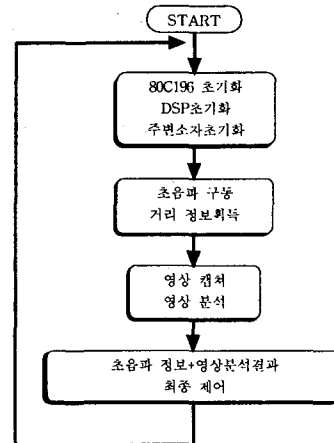 START
80C196 초기화
DSP초기화
주변소자초기화
초음파 구동
거리 정보획득
영상 캡쳐
영상 분석
초음파 정보+영상분석결과
최종 제어